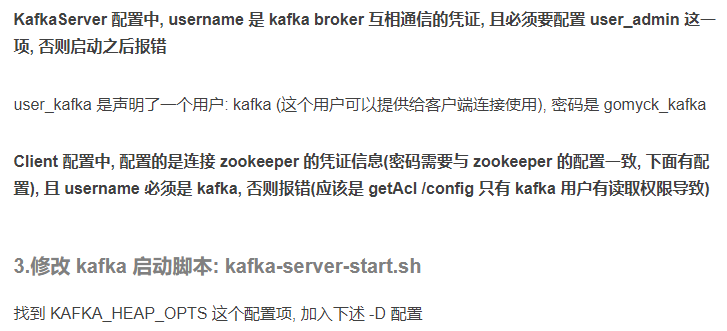 KafkaServer 配置中, username 是 kafka broker 互相通信的凭证, 且必须要配置 user_admin 这一
项, 否则启动之后报错
user_kafka 是声明了一个用户: kafka (这个用户可以提供给客户端连接使用), 密码是 gomyck_kafka
Client 配置中, 配置的是连接 zookeeper 的凭证信息(密码需要与 zookeeper 的配置一致, 下面有配
置), 且 username 必须是 kafka, 否则报错(应该是 getAcl /config 只有 kafka 用户有读取权限导致)
3.修改 kafka 启动脚本: kafka-server-start.sh
找到 KAFKA_HEAP_OPTS 这个配置项, 加入下述 -D 配置